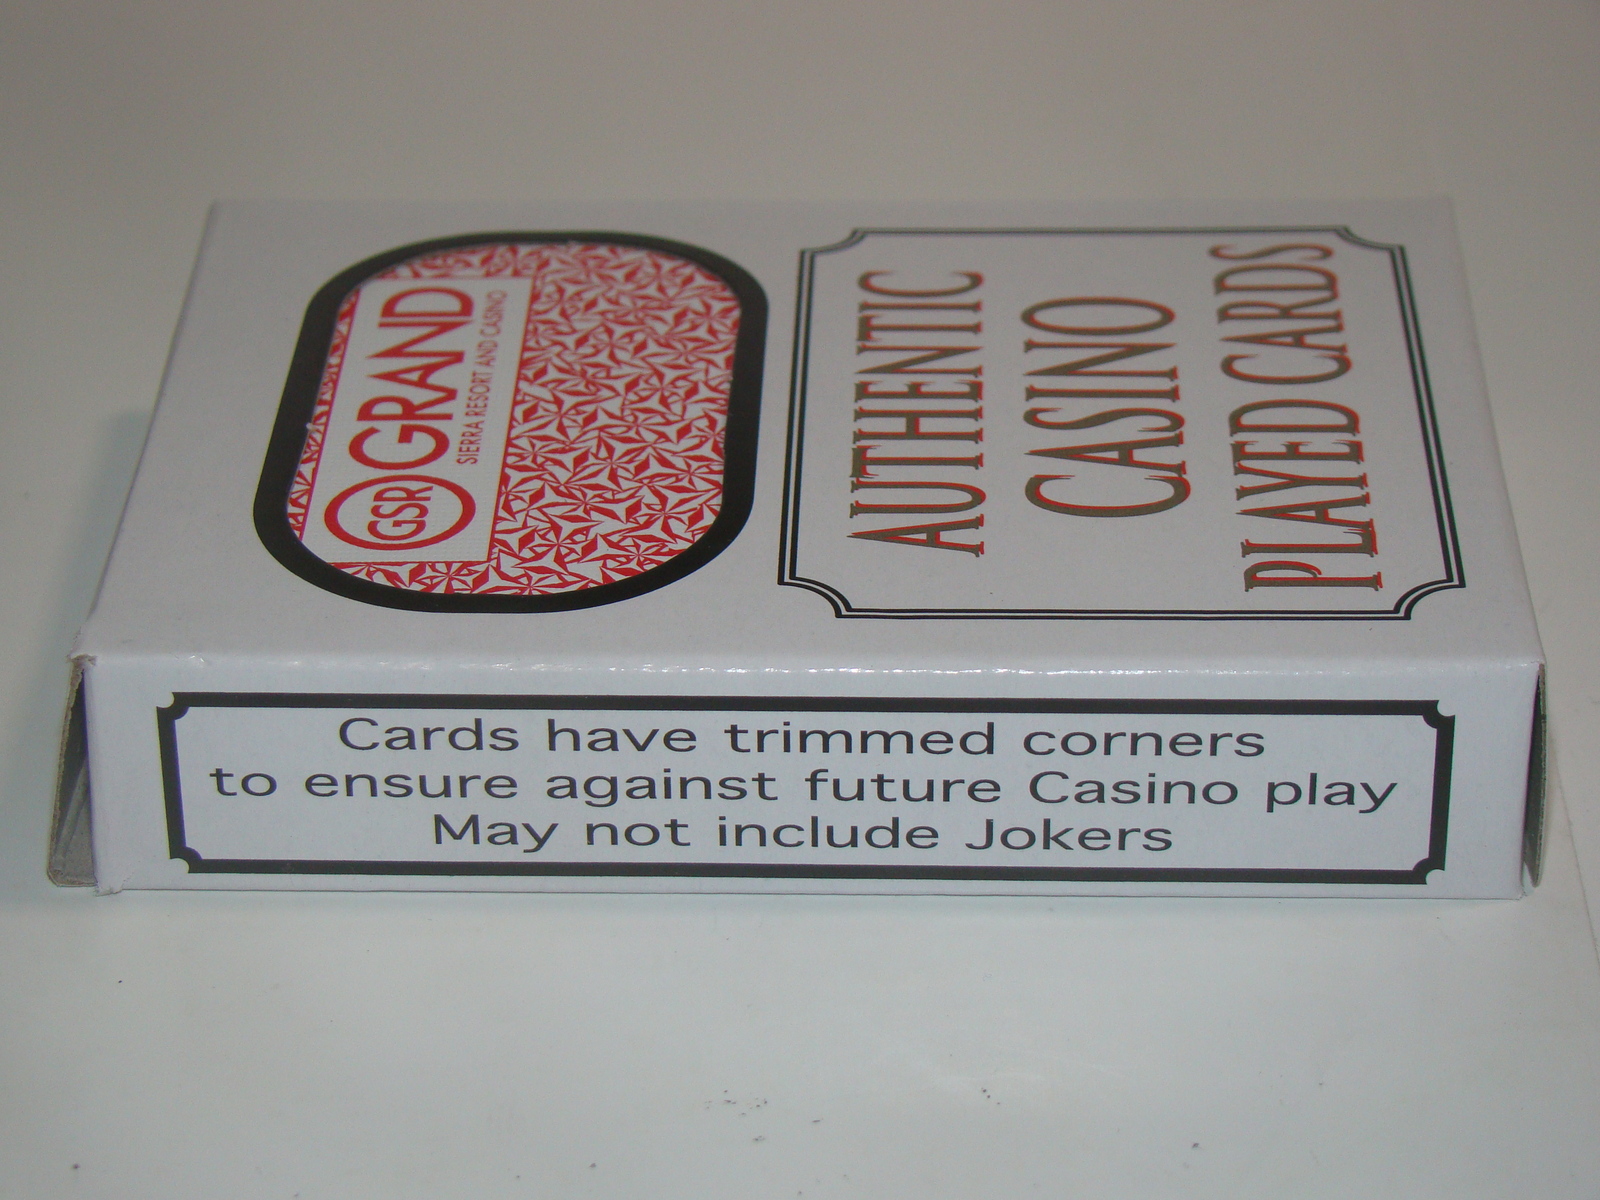 GSR GRAND
SIERRA RESORT AND CASINO
AUTHENTIC
CASINO
PLAYED CARDS
Cards have trimmed corners
to ensure against future Casino play
May not include Jokers